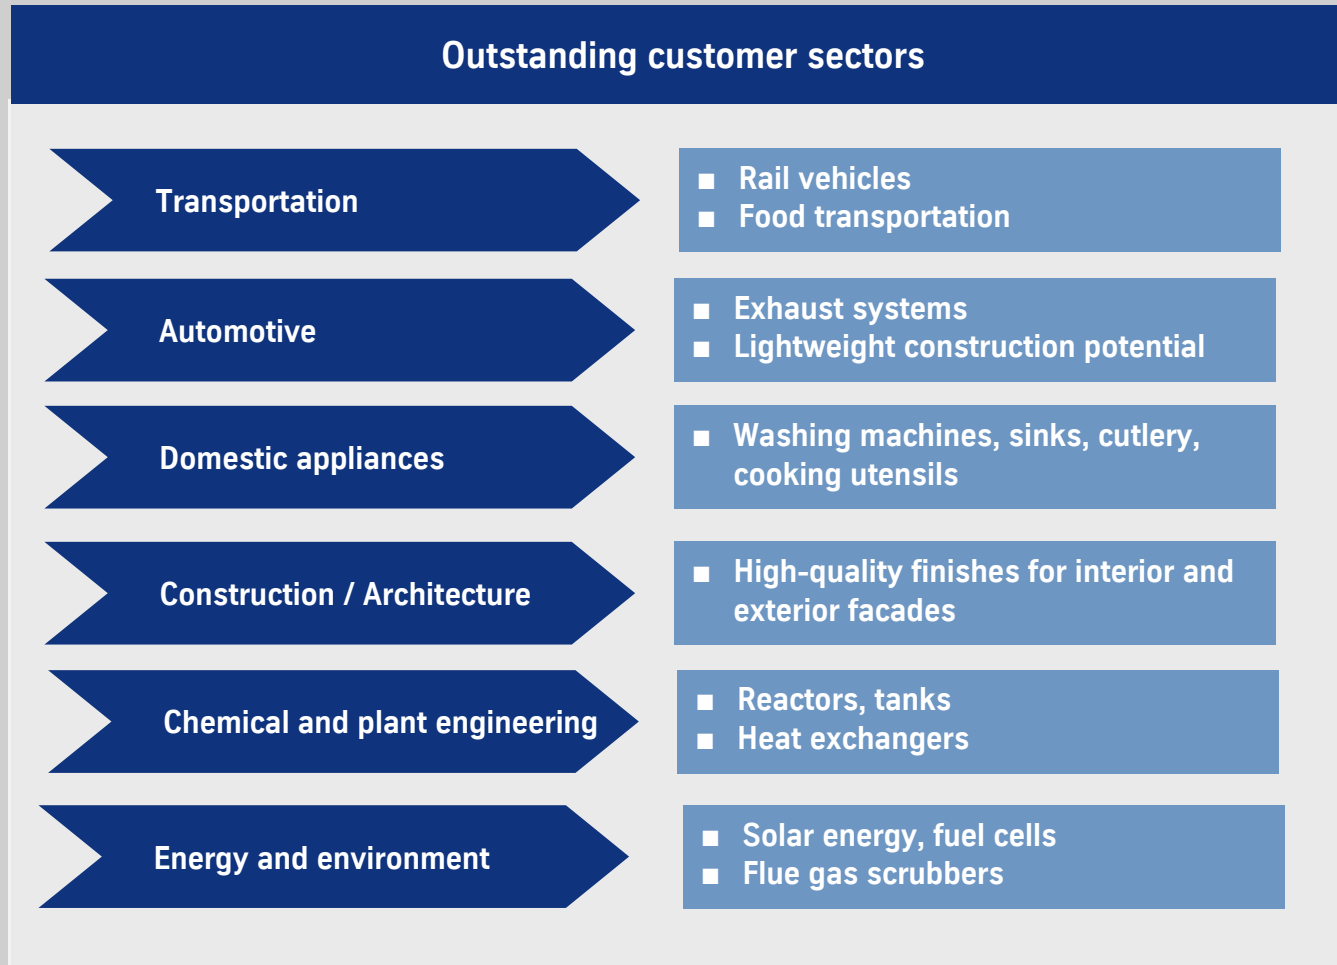 Outstanding customer sectors
Transportation
■ Rail vehicles
■ Food transportation
Automotive
■ Exhaust systems
■ Lightweight construction potential
Domestic appliances
■ Washing machines, sinks, cutlery,
cooking utensils
Construction / Architecture
■ High-quality finishes for interior and
exterior facades
Chemical and plant engineering
■ Reactors, tanks
■ Heat exchangers
Energy and environment
■ Solar energy, fuel cells
■ Flue gas scrubbers